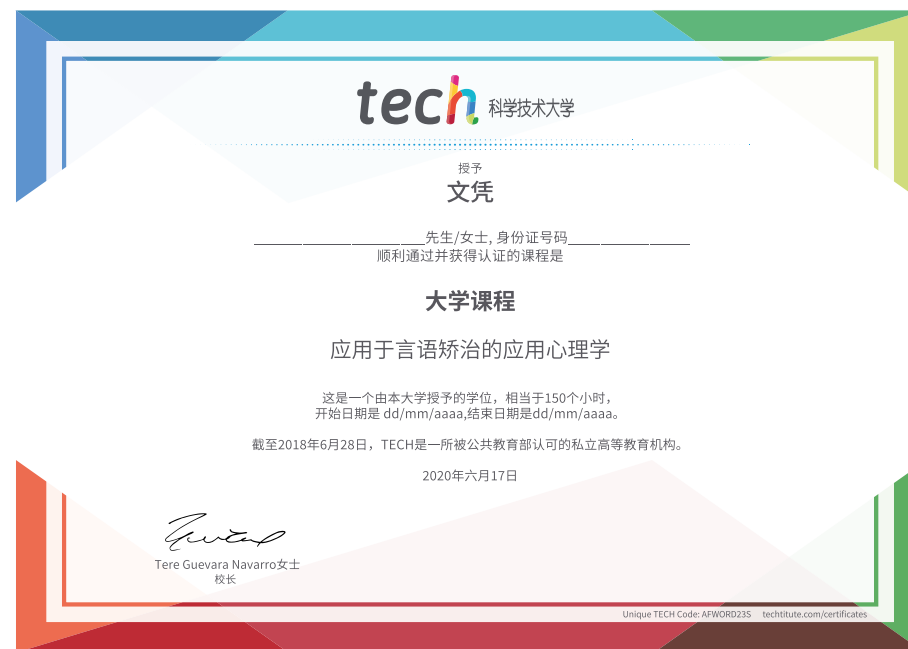 tech 科学技术大学
授予
文凭
先生/女士, 身份证号码
顺利通过并获得认证的课程是
大学课程
应用于言语矫治的应用心理学
这是一个由本大学授予的学位，相当于150个小时，
开始日期是 dd/mm/aaaa,结束日期是dd/mm/aaaa。
截至2018年6月28日，TECH是一所被公共教育部认可的私立高等教育机构。
2020年六月17日
Tere Guevara Navarro女士
校长
Unique TECH Code: AFWORD23S techtitute.com/certificates